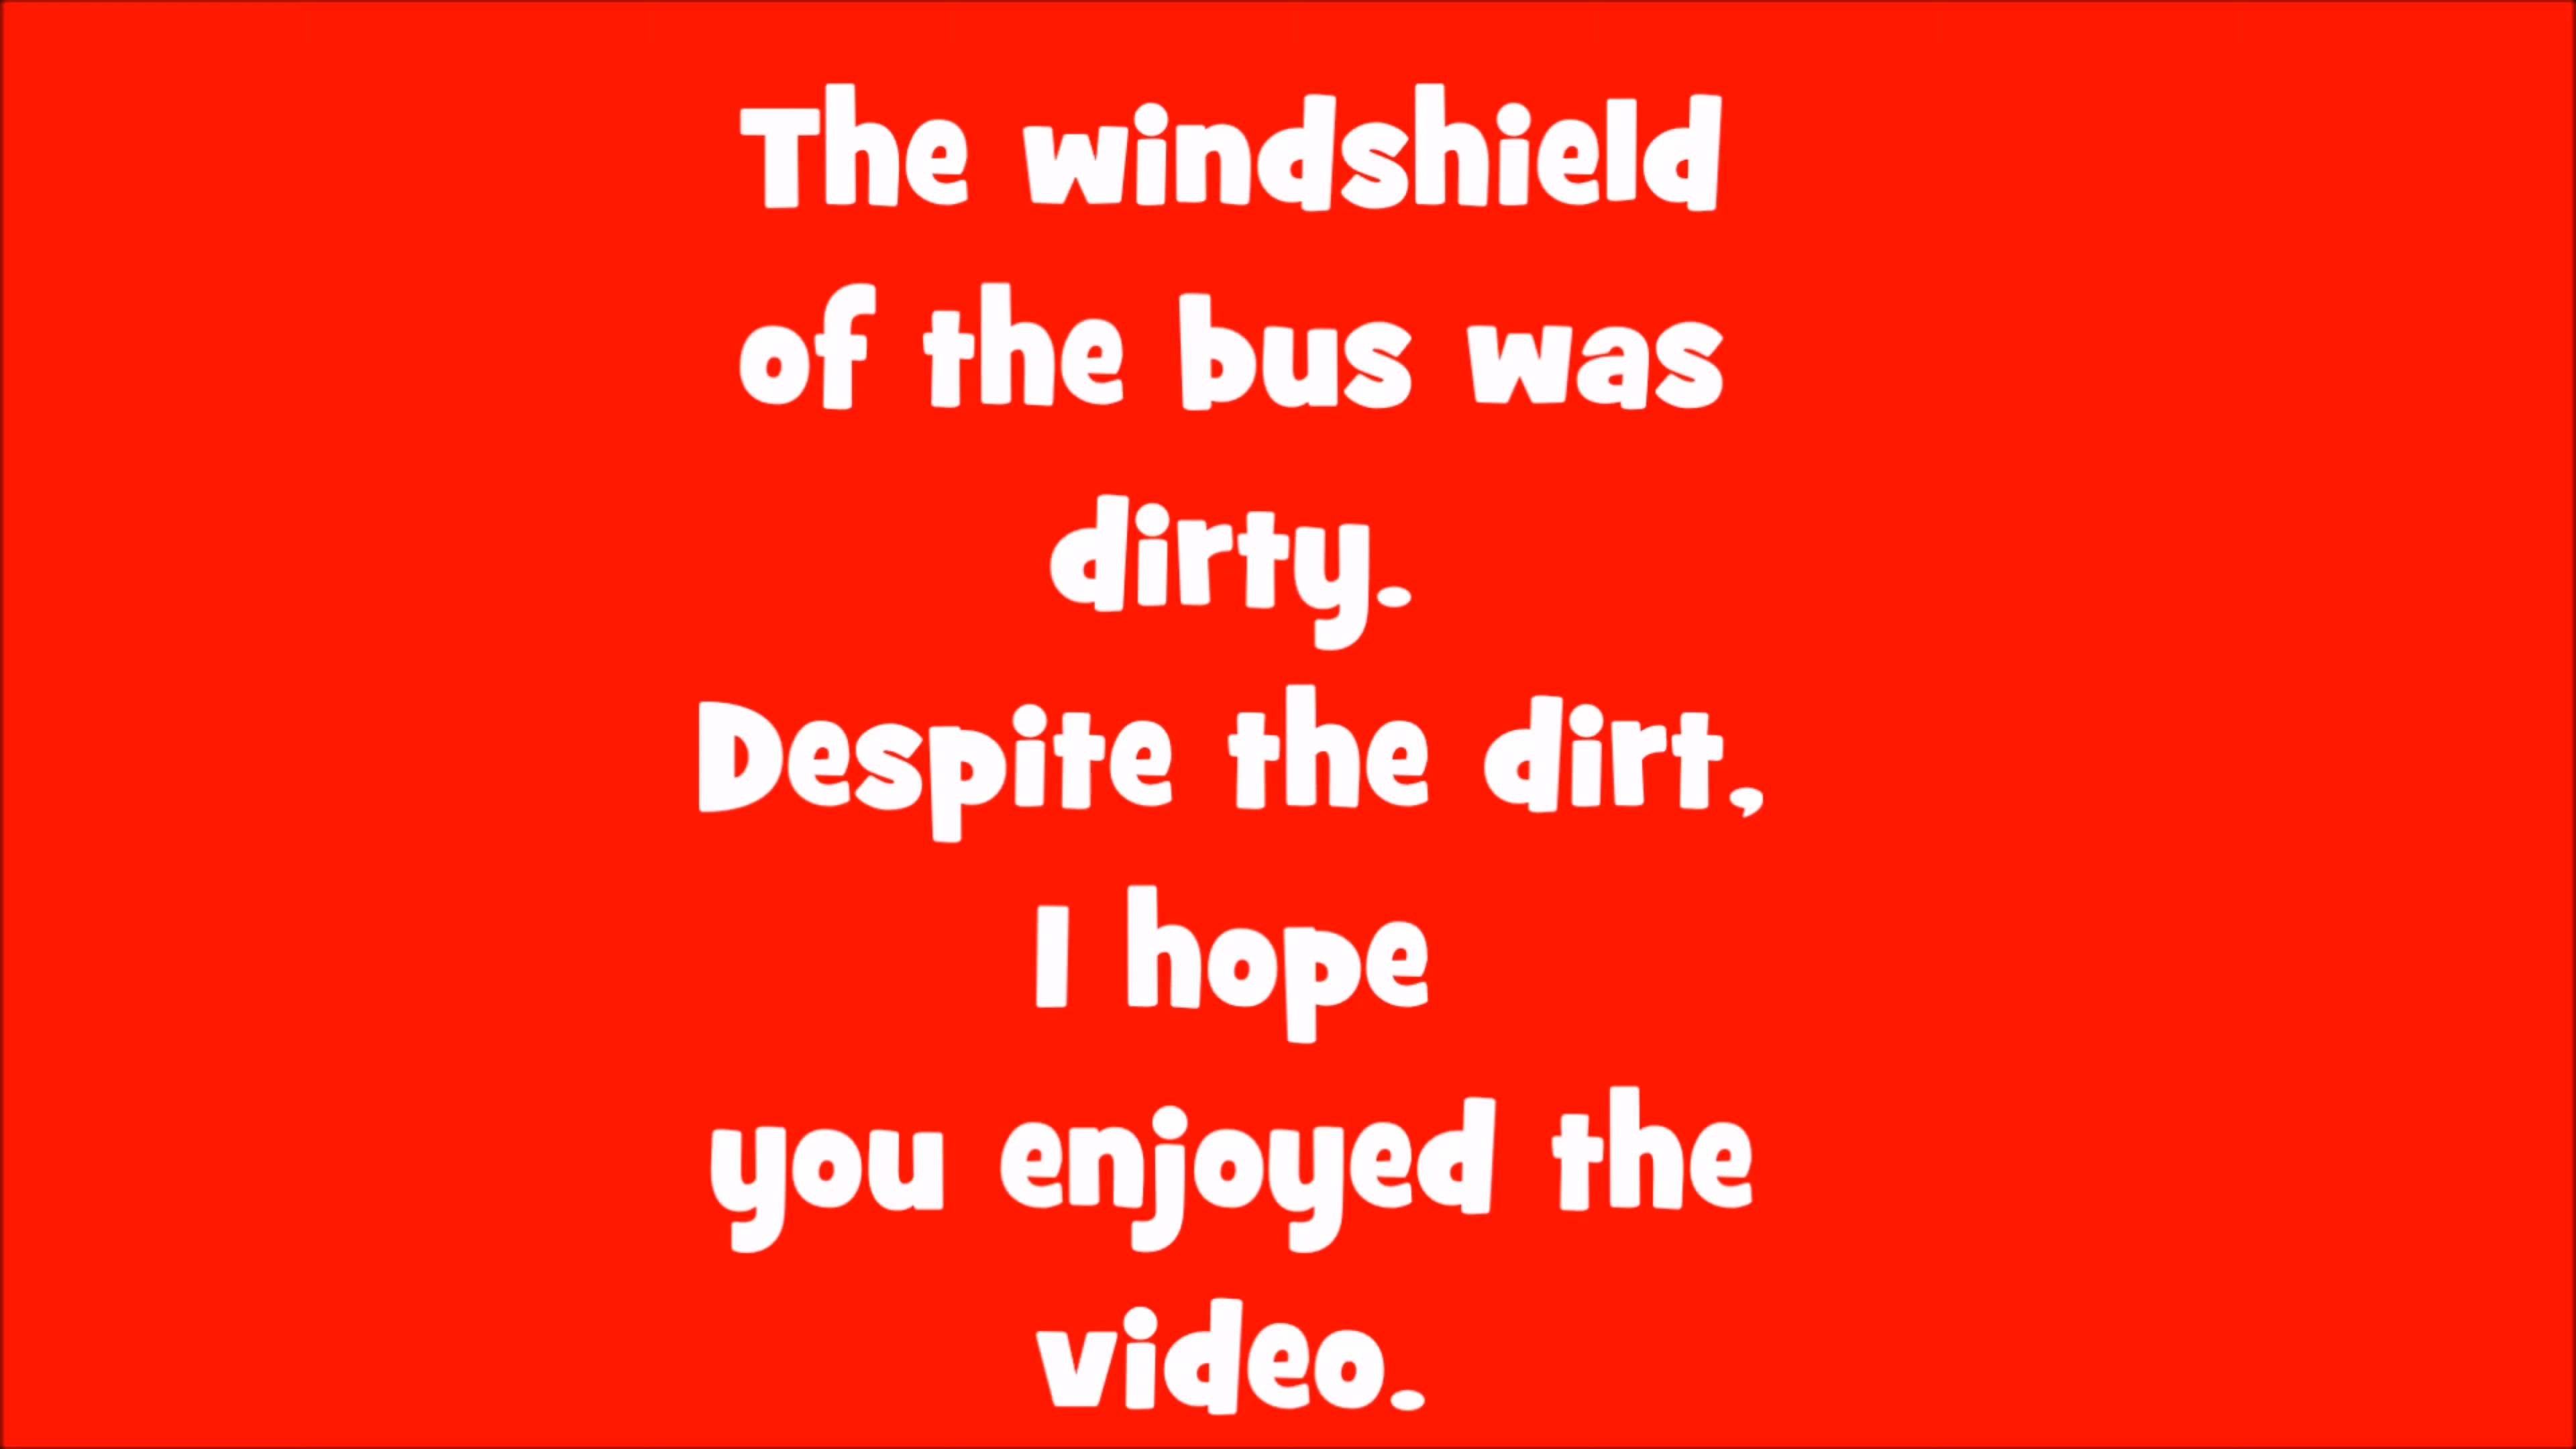 The windshield
of the bus was
dirty.
Despite the dirt,
I hope
you enjoyed the
video.